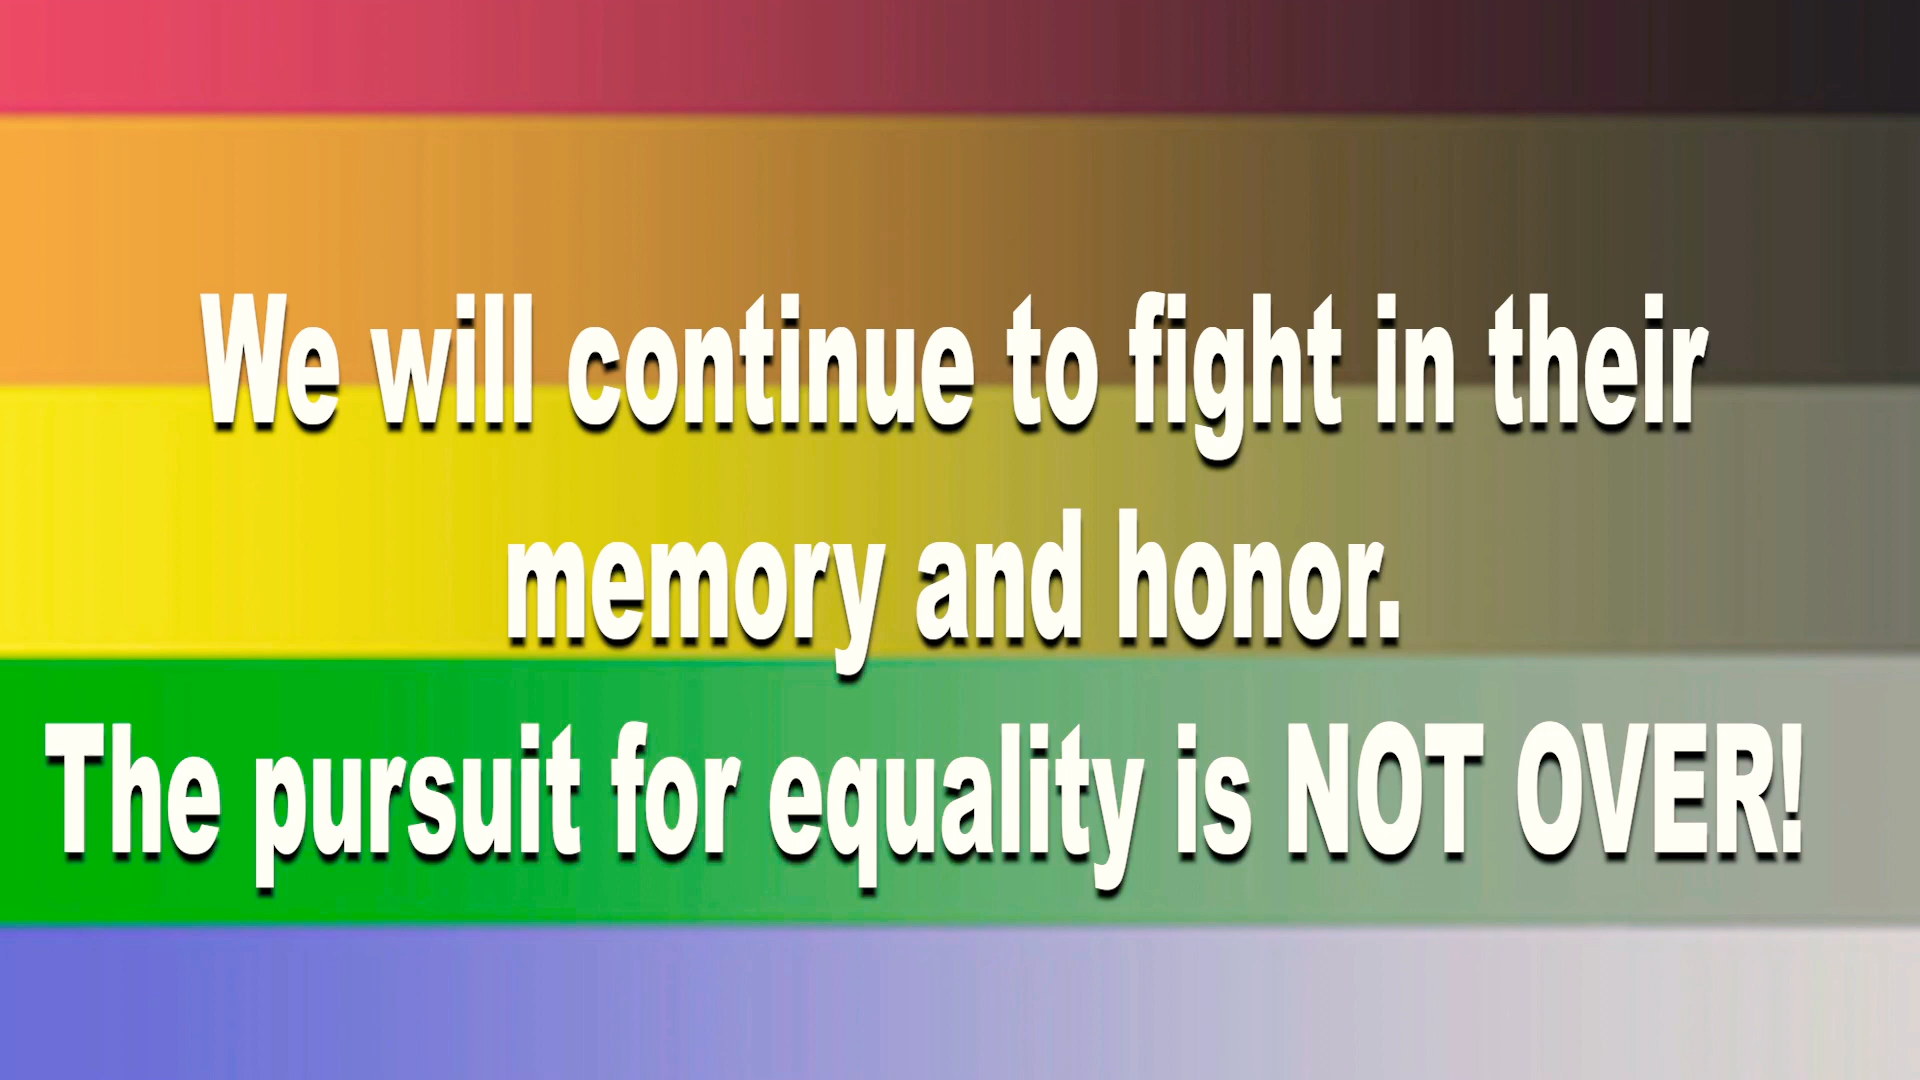 We will continue to fight in their
memory and honor.
The pursuit for equality is NOT OVER!